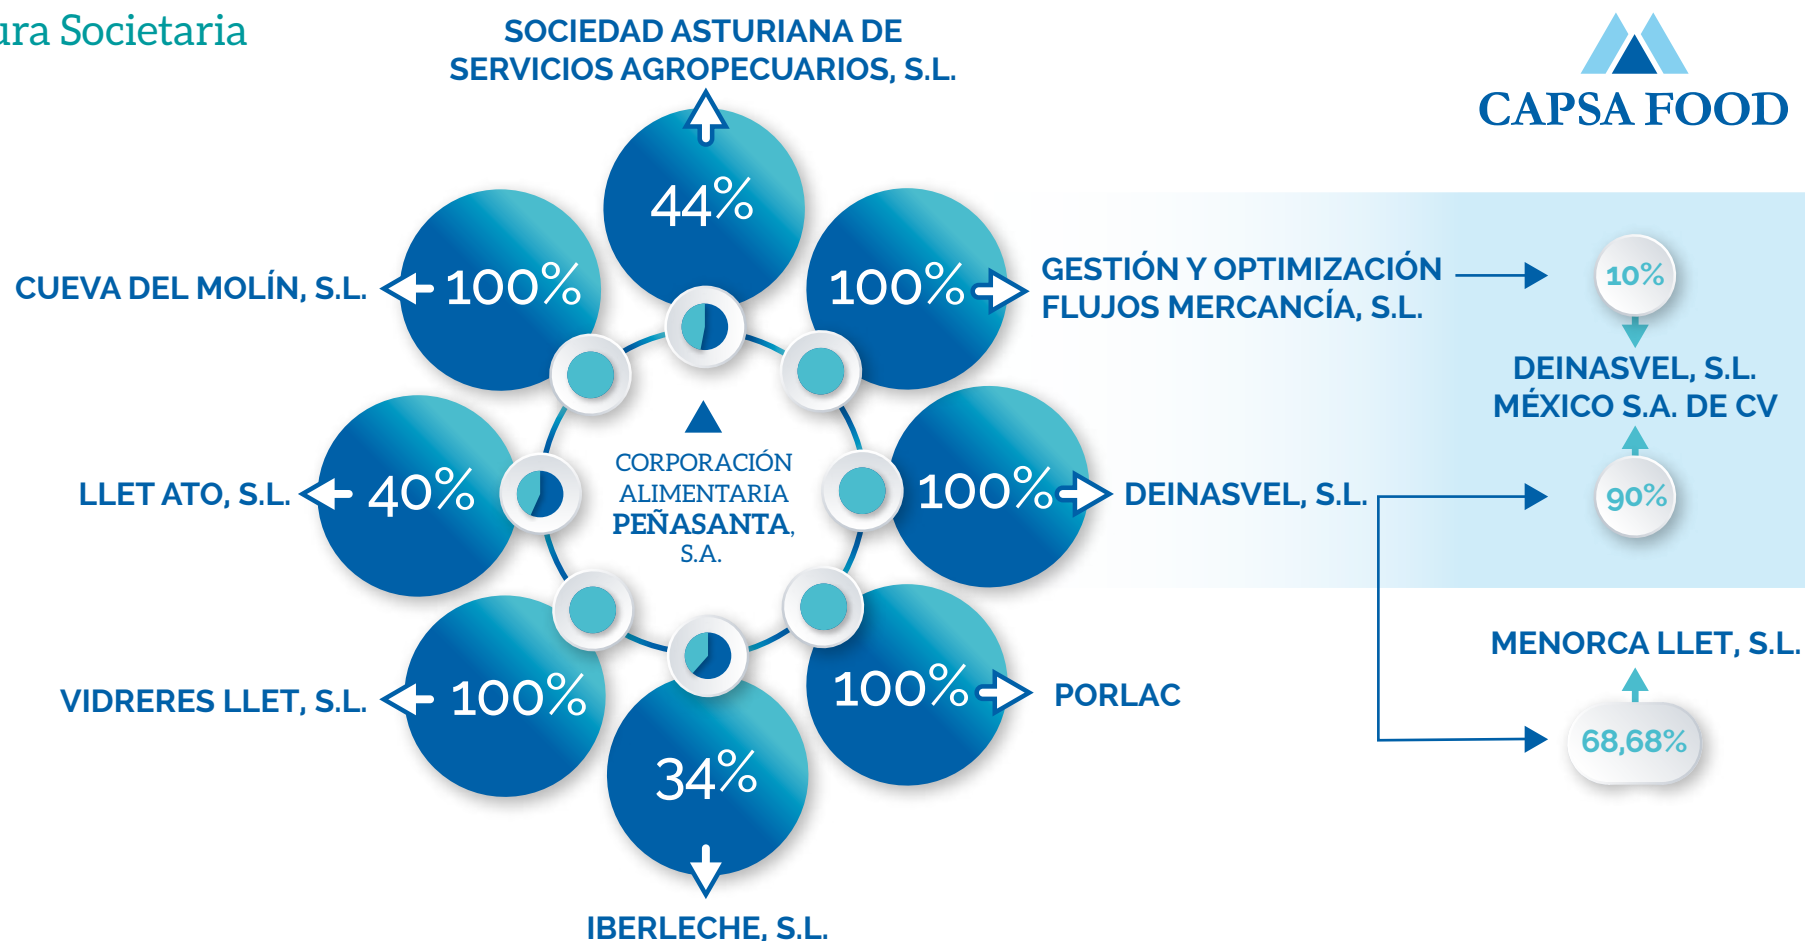 ura Societaria
SOCIEDAD ASTURIANA DE
SERVICIOS AGROPECUARIOS, S.L.
CAPSA FOOD
44%
CUEVA DEL MOLÍN, S.L.
100%
100%
GESTIÓN Y OPTIMIZACIÓN
FLUJOS MERCANCÍA, S.L.
10%
DEINASVEL, S.L.
MÉXICO S.A. DE CV
90%
LLET ATO, S.L.
40%
CORPORACIÓN
ALIMENTARIA
PEÑASANTA,
S.A.
100%
DEINASVEL, S.L.
VIDRERES LLET, S.L.
100%
100%
PORLAC
MENORCA LLET, S.L.
68,68%
34%
IBERLECHE, S.L.